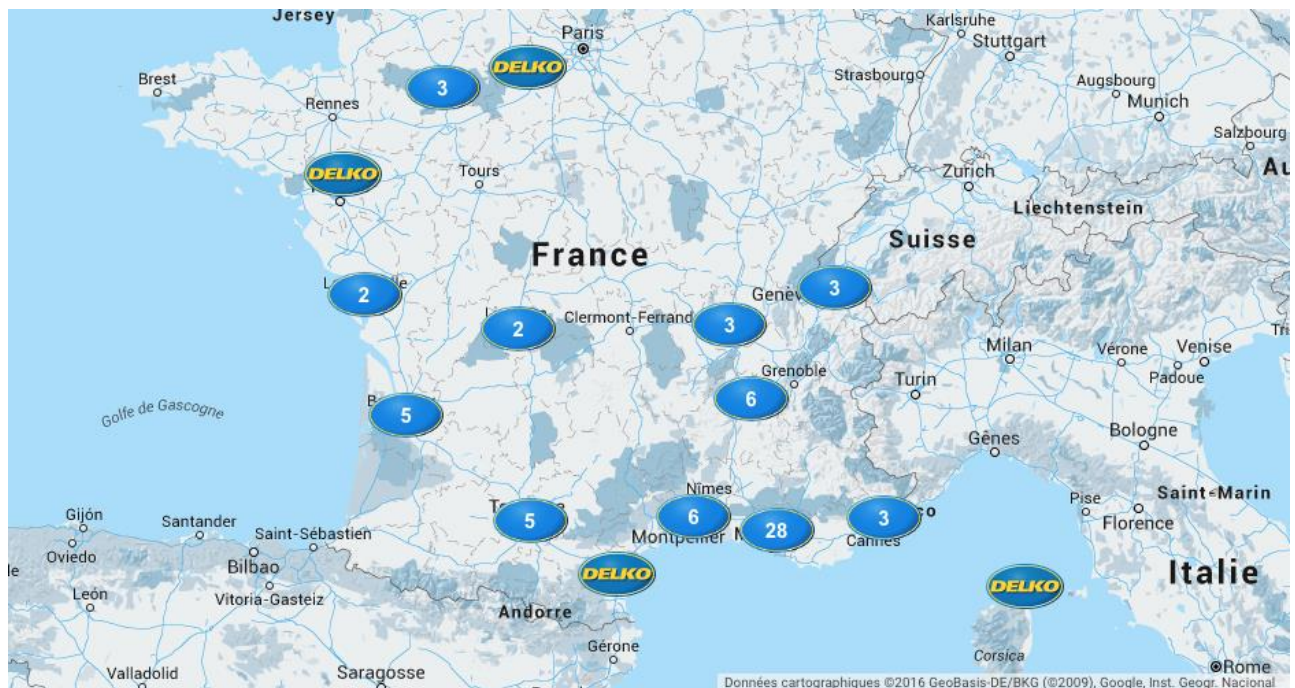 Jersey
Paris
Karlsruhe
Stuttgart
Brest
DELKO
3
Strasbourg
Augsbourg
Munich
Rennes
Salzbourg
DELKO
Tours
Zurich
Liechtenstein
France
Suisse
2
3
2
Clermont-Ferrand
3
Milan
Vérone
Venise
Padoue
Grenoble
Turin
6
5
Golfe de Gascogne
Bologne
Gênes
Nîmes
Pise
Saint-Marin
Florence
Gijón
Santander
Saint-Sébastien
5
6
28
3
Cannes
Montpellier
Oviedo
Bilbao
DELKO
DELKO
Italie
León
Vitoria-Gasteiz
Andorre
Gérone
Corsica
Valladolid
Saragosse
Rome
Données cartographiques ©2016 GeoBasis-DE/BKG (©2009), Google, Inst. Geogr. Nacional